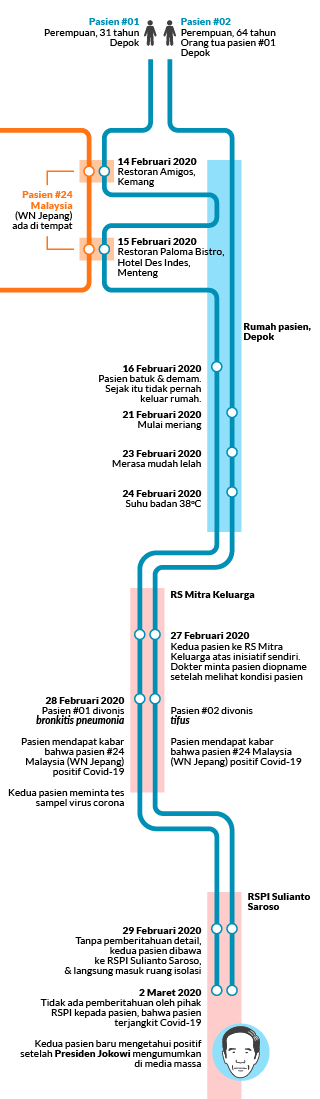 Pasien #01
Perempuan, 31 tahun
Depok
Pasien #02
Perempuan, 64 tahun
Orang tua pasien #01
Depok
14 Februari 2020
Restoran Amigos,
Kemang
Pasien #24
Malaysia
(WN Jepang)
ada di tempat
15 Februari 2020
Restoran Paloma Bistro,
Hotel Des Indes,
Menteng
Rumah pasien,
Depok
16 Februari 2020
Pasien batuk & demam.
Sejak itu tidak pernah
keluar rumah.
21 Februari 2020
Mulai meriang
23 Februari 2020
Merasa mudah lelah
24 Februari 2020
Suhu badan 38ºC
RS Mitra Keluarga
27 Februari 2020
Kedua pasien ke RS Mitra
Keluarga atas inisiatif sendiri.
Dokter minta pasien diopname
setelah melihat kondisi pasien
28 Februari 2020
Pasien #01 divonis
bronkitis pneumonia
Pasien mendapat kabar
bahwa pasien #24
Malaysia (WN Jepang)
positif Covid-19
Kedua pasien meminta tes
sampel virus corona
Pasien #02 divonis
tifus
Pasien mendapat kabar
bahwa pasien #24 Malaysia
(WN Jepang) positif Covid-19
RSPI Sulianto
Saroso
29 Februari 2020
Tanpa pemberitahuan detail,
kedua pasien dibawa
ke RSPI Sulianto Saroso,
& langsung masuk ruang isolasi
2 Maret 2020
Tidak ada pemberitahuan oleh pihak
RSPI kepada pasien, bahwa pasien
terjangkit Covid-19
Kedua pasien baru mengetahui positif
setelah Presiden Jokowi mengumumkan
di media massa